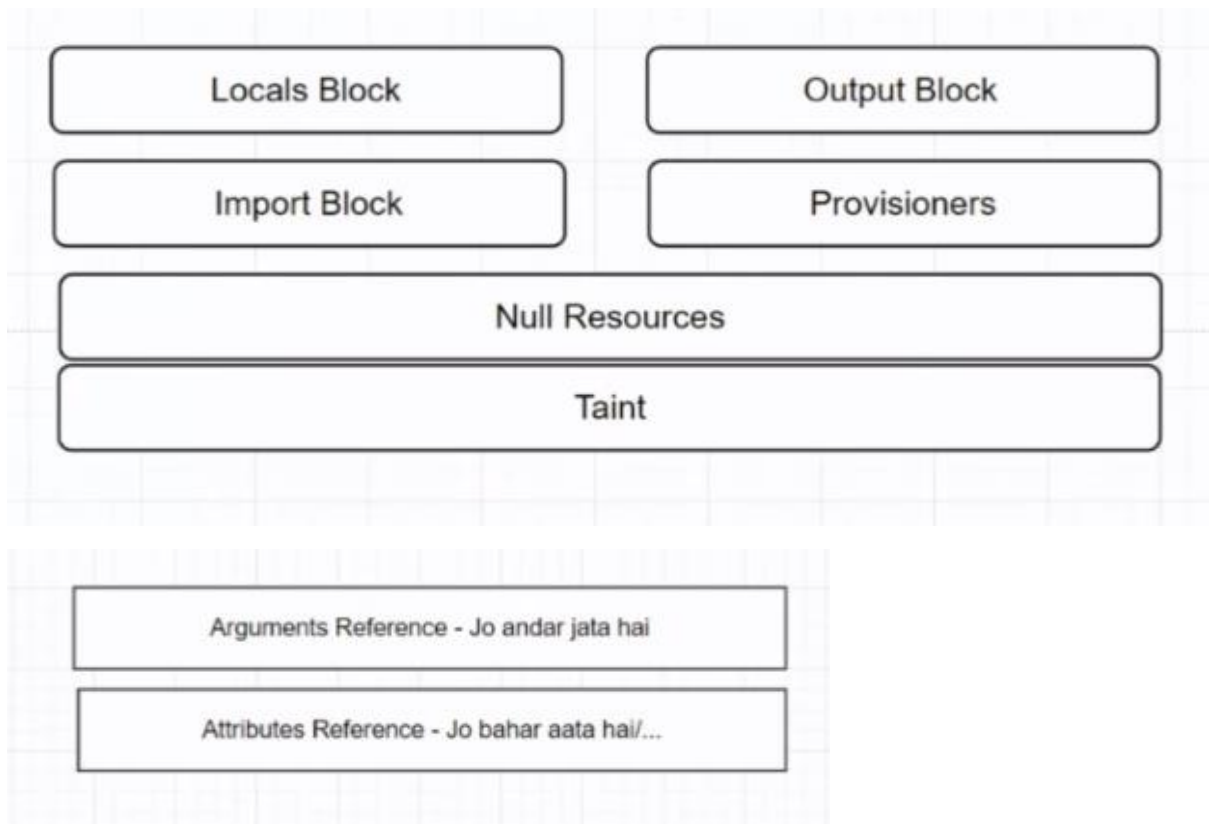 Locals Block
Output Block
Import Block
Provisioners
Null Resources
Taint
Arguments Reference - Jo andar jata hai
Attributes Reference - Jo bahar aata hai/...